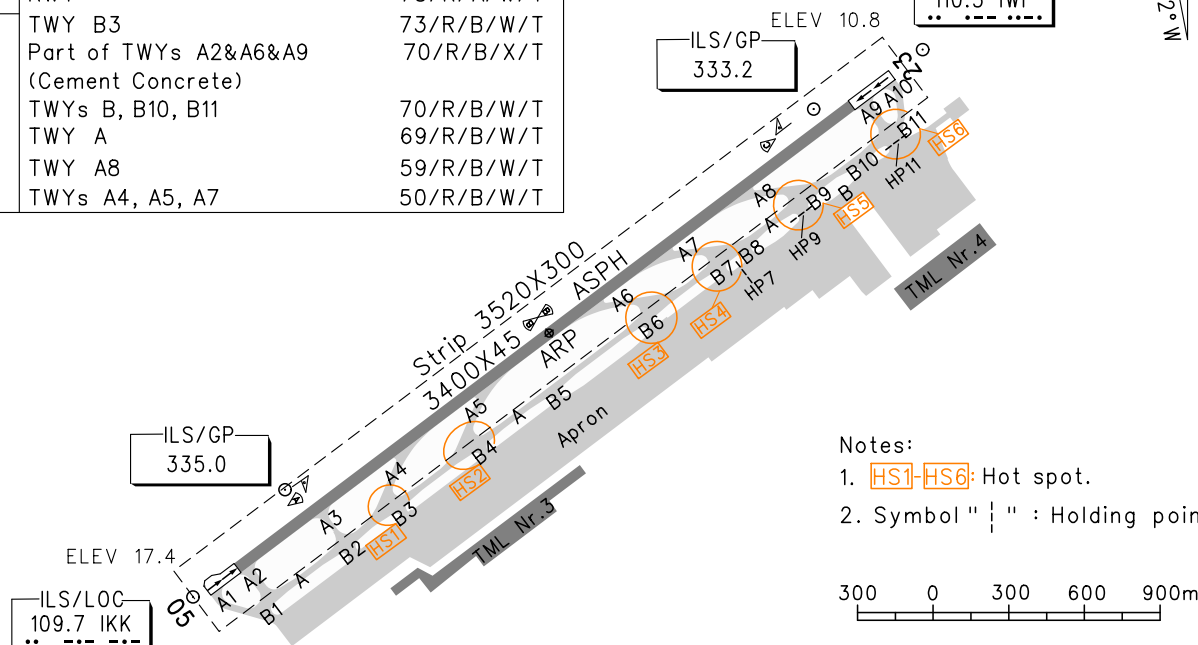 TWY B3 73/R/B/W/T
Part of TWYs A2&A6&A9 70/R/B/X/T
(Cement Concrete)
TWYs B, B10, B11 70/R/B/W/T
TWY A 69/R/B/W/T
TWY A8 59/R/B/W/T
TWYs A4, A5, A7 50/R/B/W/T
ELEV 10.8
ILS/GP
333.2
2°W
23
A9
A10
B11
HS6
B10
HP11
A8
B9
B
HS5
A
HP9
A7
B8
B7
HP7
HS4
TML Nr.4
Strip 3520X300
ASPH
3400X45
ARP
A6
B6
HS3
A5
A
B5
Apron
B4
HS2
A4
B3
HS1
TML Nr.3
ILS/GP
335.0
A3
B2
A
ELEV 17.4
A2
A1
B1
05
ILS/LOC
109.7 IKK
Notes:
1. HS1-HS6: Hot spot.
2. Symbol " ¦ " : Holding poin
300 0 300 600 900m